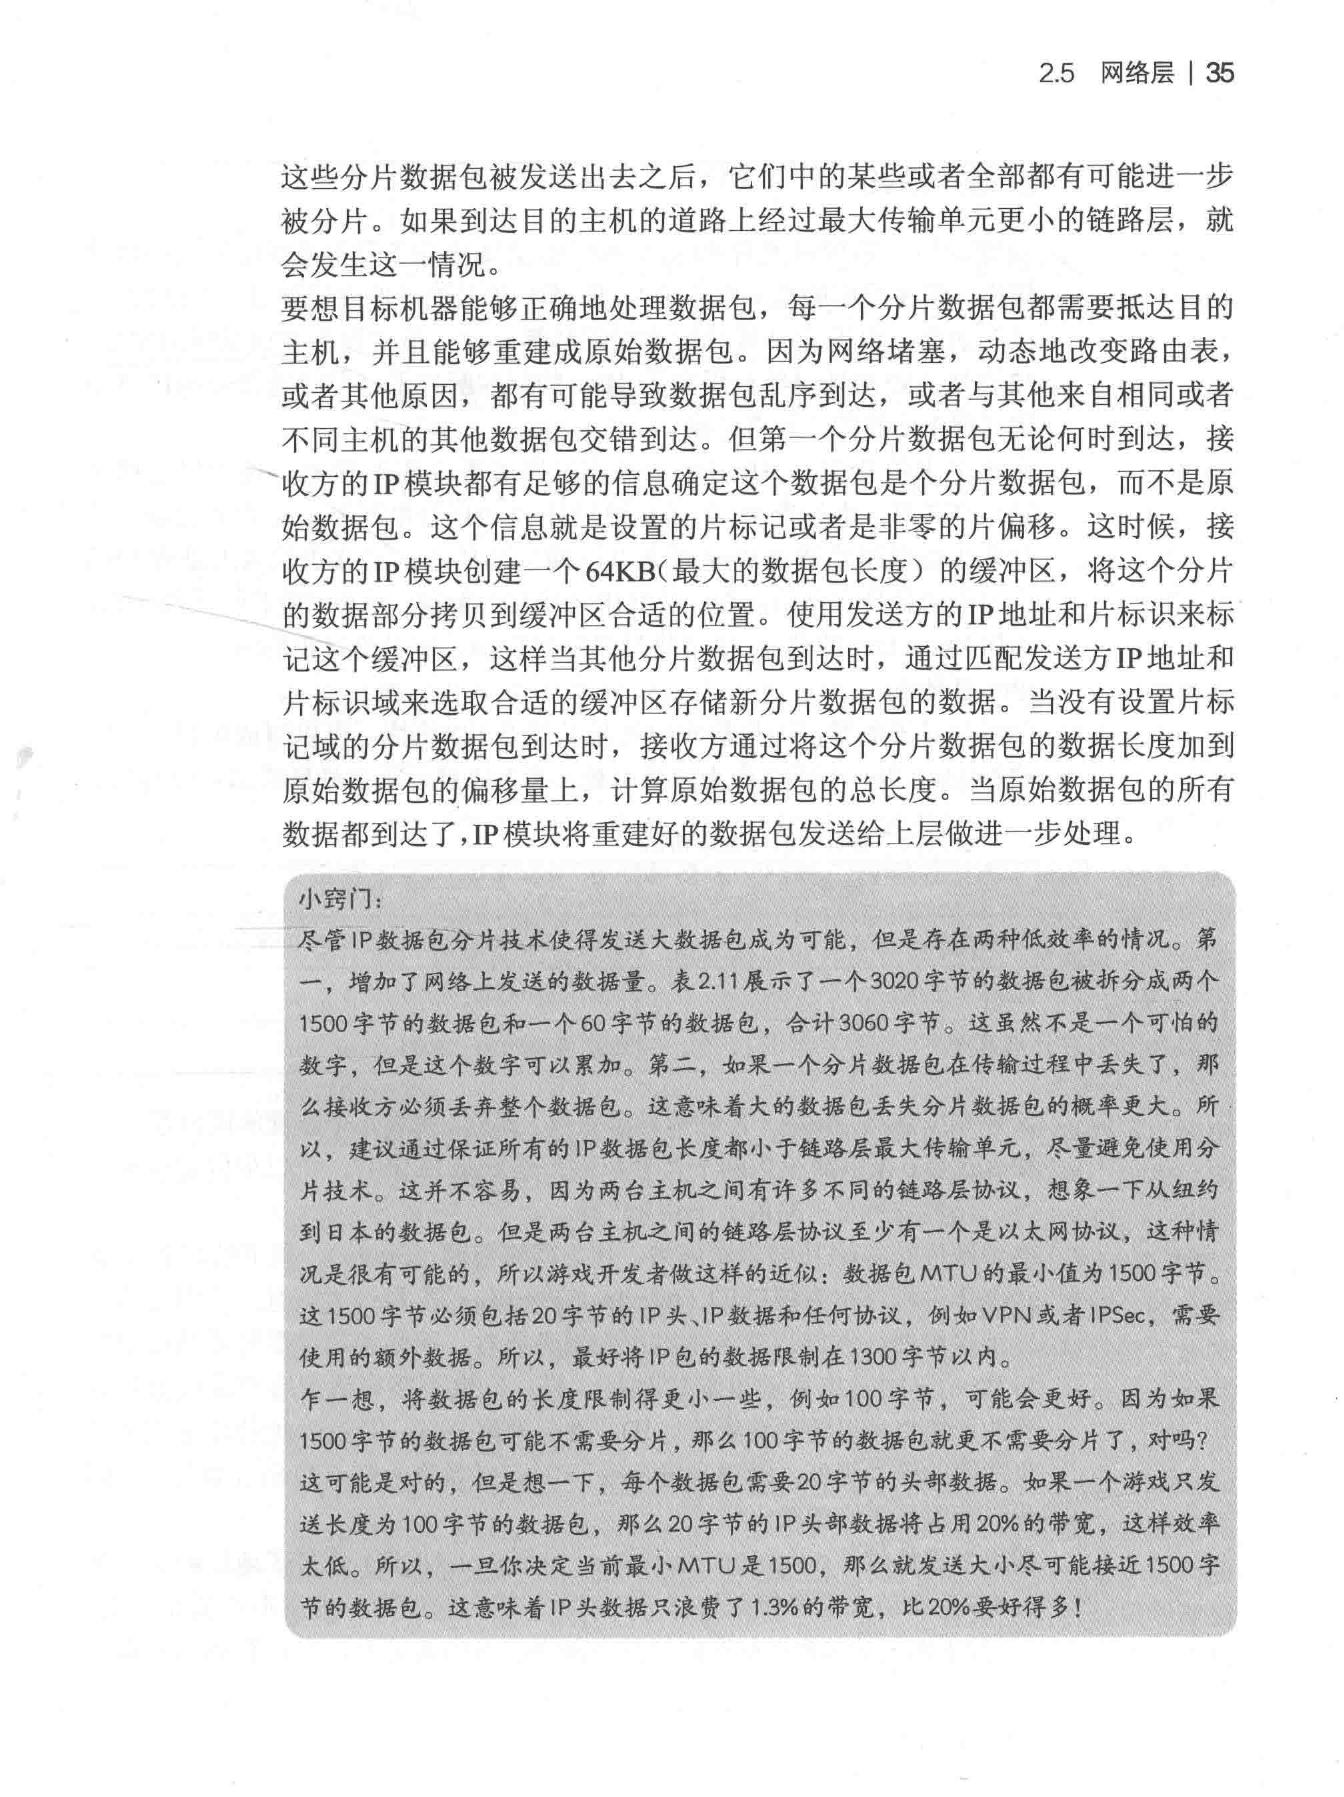 2.5 网络层 | 35
这些分片数据包被发送出去之后，它们中的某些或者全部都有可能进一步
被分片。如果到达目的主机的道路上经过最大传输单元更小的链路层，就
会发生这一情况。
要想目标机器能够正确地处理数据包，每一个分片数据包都需要抵达目的
主机，并且能够重建成原始数据包。因为网络堵塞，动态地改变路由表，
或者其他原因，都有可能导致数据包乱序到达，或者与其他来自相同或者
不同主机的其他数据包交错到达。但第一个分片数据包无论何时到达，接
收方的IP模块都有足够的信息确定这个数据包是个分片数据包，而不是原
始数据包。这个信息就是设置的片标记或者是非零的片偏移。这时候，接
收方的IP模块创建一个64KB（最大的数据包长度）的缓冲区，将这个分片
的数据部分拷贝到缓冲区合适的位置。使用发送方的IP地址和片标识来标
记这个缓冲区，这样当其他分片数据包到达时，通过匹配发送方IP地址和
片标识域来选取合适的缓冲区存储新分片数据包的数据。当没有设置片标
记域的分片数据包到达时，接收方通过将这个分片数据包的数据长度加到
原始数据包的偏移量上，计算原始数据包的总长度。当原始数据包的所有
数据都到达了，IP模块将重建好的数据包发送给上层做进一步处理。
小窍门：
尽管IP数据包分片技术使得发送大数据包成为可能，但是存在两种低效率的情况。第
一，增加了网络上发送的数据量。表2.11展示了一个3020字节的数据包被拆分成两个
1500字节的数据包和一个60字节的数据包，合计3060字节。这虽然不是一个可怕的
数字，但是这个数字可以累加。第二，如果一个分片数据包在传输过程中丢失了，那
么接收方必须丢弃整个数据包。这意味着大的数据包丢失分片数据包的概率更大。所
以，建议通过保证所有的IP数据包长度都小于链路层最大传输单元，尽量避免使用分
片技术。这并不容易，因为两台主机之间有许多不同的链路层协议，想象一下从纽约
到日本的数据包。但是两台主机之间的链路层协议至少有一个是以太网协议，这种情
况是很有可能的，所以游戏开发者做这样的近似：数据包MTU的最小值为1500字节。
这1500字节必须包括20字节的IP头、IP数据和任何协议，例如VPN或者IPSec，需要
使用的额外数据。所以，最好将IP包的数据限制在1300字节以内。
乍一想，将数据包的长度限制得更小一些，例如100字节，可能会更好。因为如果
1500字节的数据包可能不需要分片，那么100字节的数据包就更不需要分片了，对吗？
这可能是对的，但是想一下，每个数据包需要20字节的头部数据。如果一个游戏只发
送长度为100字节的数据包，那么20字节的IP头部数据将占用20%的带宽，这样效率
太低。所以，一旦你决定当前最小MTU是1500，那么就发送大小尽可能接近1500字
节的数据包。这意味着IP头数据只浪费了1.3%的带宽，比20%要好得多！